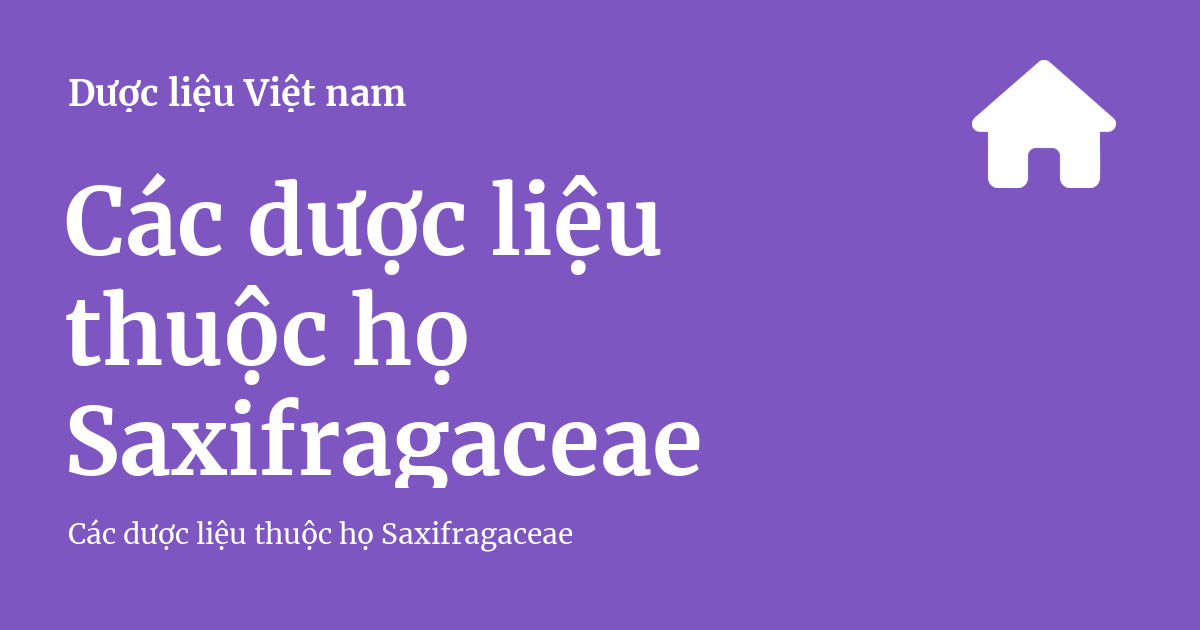 Dược liệu Việt nam
Các dược liệu
thuộc họ
Saxifragaceae
Các dược liệu thuộc họ Saxifragaceae